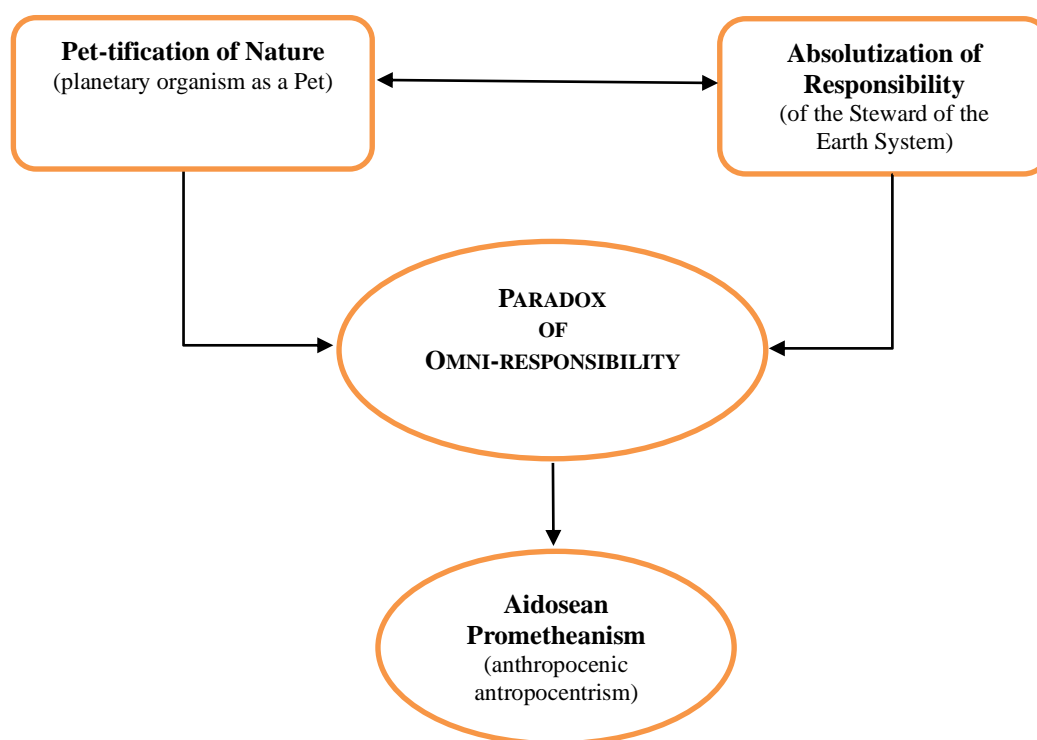 Pet-tification of Nature
(planetary organism as a Pet)
Absolutization of
Responsibility
(of the Steward of the
Earth System)
PARADOX
OF
OMNI-RESPONSIBILITY
Aidosean
Prometheanism
(anthropocenic
antropocentrism)